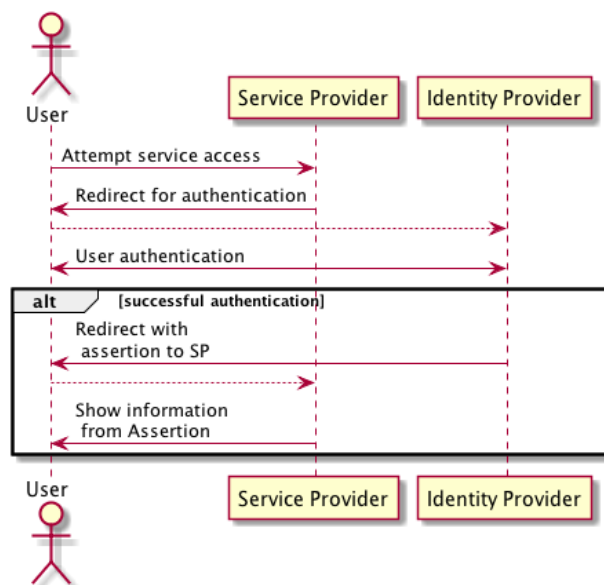 User
Service Provider
Identity Provider
Attempt service access
Redirect for authentication
User authentication
alt
[successful authentication]
Redirect with
assertion to SP
Show information
from Assertion
User
Service Provider
Identity Provider